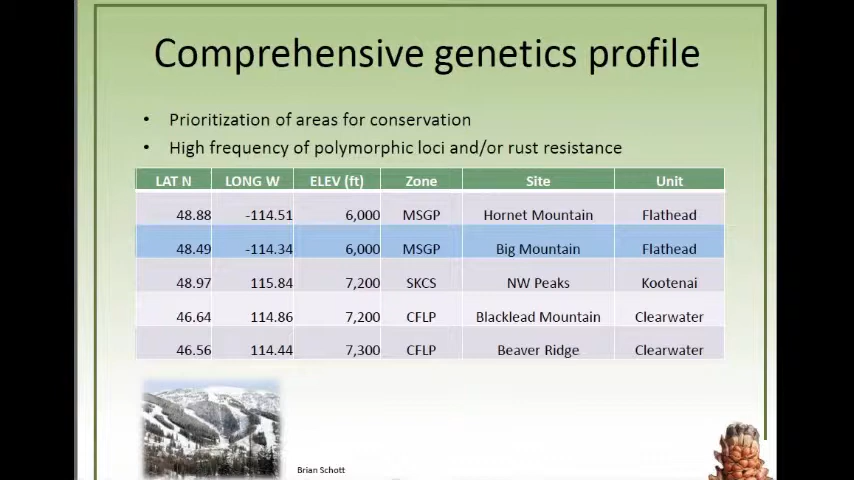 Comprehensive genetics profile
• Prioritization of areas for conservation
• High frequency of polymorphic loci and/or rust resistance
LAT N LONG W ELEV (ft) Zone Site Unit
48.88 -114.51 6,000 MSGP Hornet Mountain Flathead
48.49 -114.34 6,000 MSGP Big Mountain Flathead
48.97 115.84 7,200 SKCS NW Peaks Kootenai
46.64 114.86 7,200 CFLP Blacklead Mountain Clearwater
46.56 114.44 7,300 CFLP Beaver Ridge Clearwater
Brian Schott